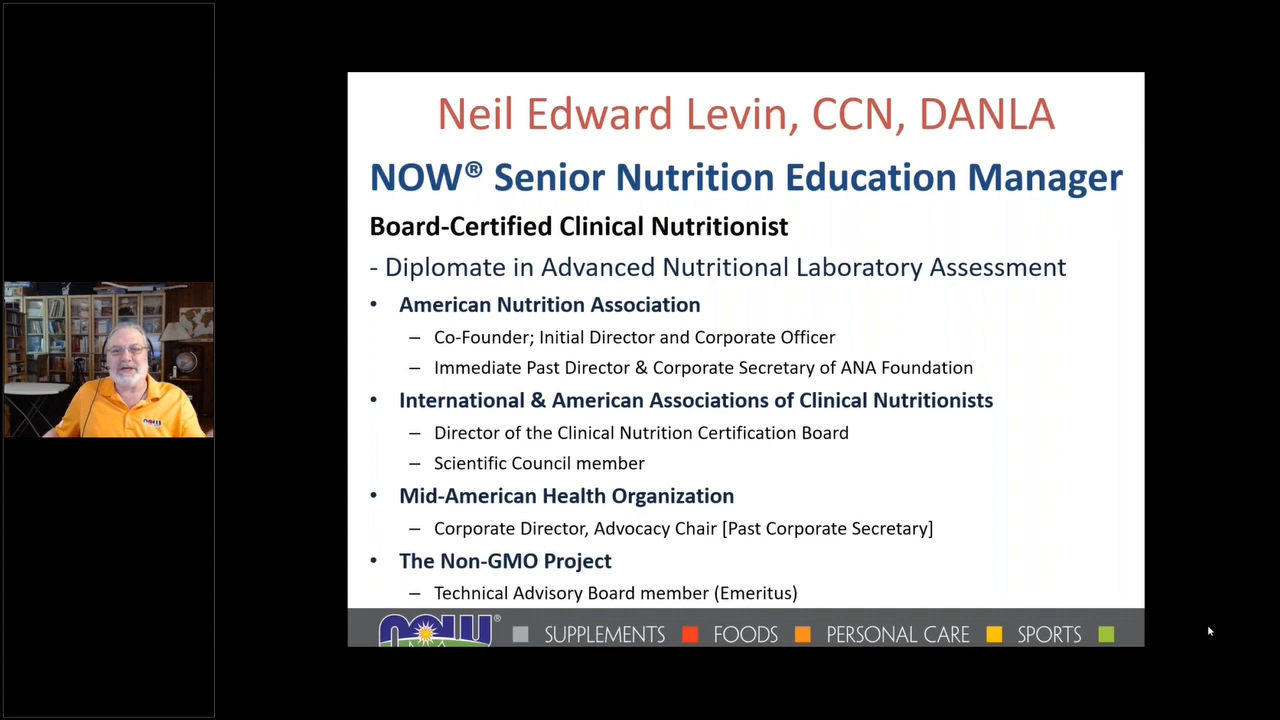 Neil Edward Levin, CCN, DANLA
NOW® Senior Nutrition Education Manager
Board-Certified Clinical Nutritionist
- Diplomate in Advanced Nutritional Laboratory Assessment
• American Nutrition Association
– Co-Founder; Initial Director and Corporate Officer
– Immediate Past Director & Corporate Secretary of ANA Foundation
• International & American Associations of Clinical Nutritionists
– Director of the Clinical Nutrition Certification Board
– Scientific Council member
• Mid-American Health Organization
– Corporate Director, Advocacy Chair [Past Corporate Secretary]
• The Non-GMO Project
– Technical Advisory Board member (Emeritus)
NOW® SUPPLEMENTS FOODS PERSONAL CARE SPORTS
NOW